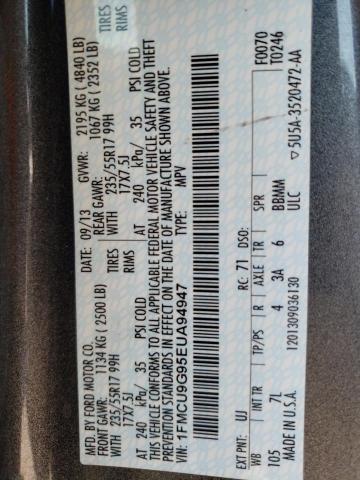 MFD. BY FORD MOTOR CO.
DATE: 09/13 GVWR: 2195 KG ( 4840 LB)
FRONT GAWR: 1134 KG ( 2500 LB) REAR GAWR: 1067 KG ( 2352 LB)
WITH 235/55R17 99H TIRES WITH 235/55R17 99H TIRES
17X7.5J RIMS 17X7.5J RIMS
AT 240 kPa/ 35 PSI COLD AT 240 kPa/ 35 PSI COLD
THIS VEHICLE CONFORMS TO ALL APPLICABLE FEDERAL MOTOR VEHICLE SAFETY AND THEFT
PREVENTION STANDARDS IN EFFECT ON THE DATE OF MANUFACTURE SHOWN ABOVE.
VIN: 1FMCU9G95EUA94947 F0070
TYPE: MPV T0246
EXT PNT: UJ RC: 71 DSO:
WB INT TR TP/PS R AXLE TR SPR
105 7L 4 3A 6 BBMM
ULC
MADE IN U.S.A. 1201309036130 ▽5U5A-3520472-AA